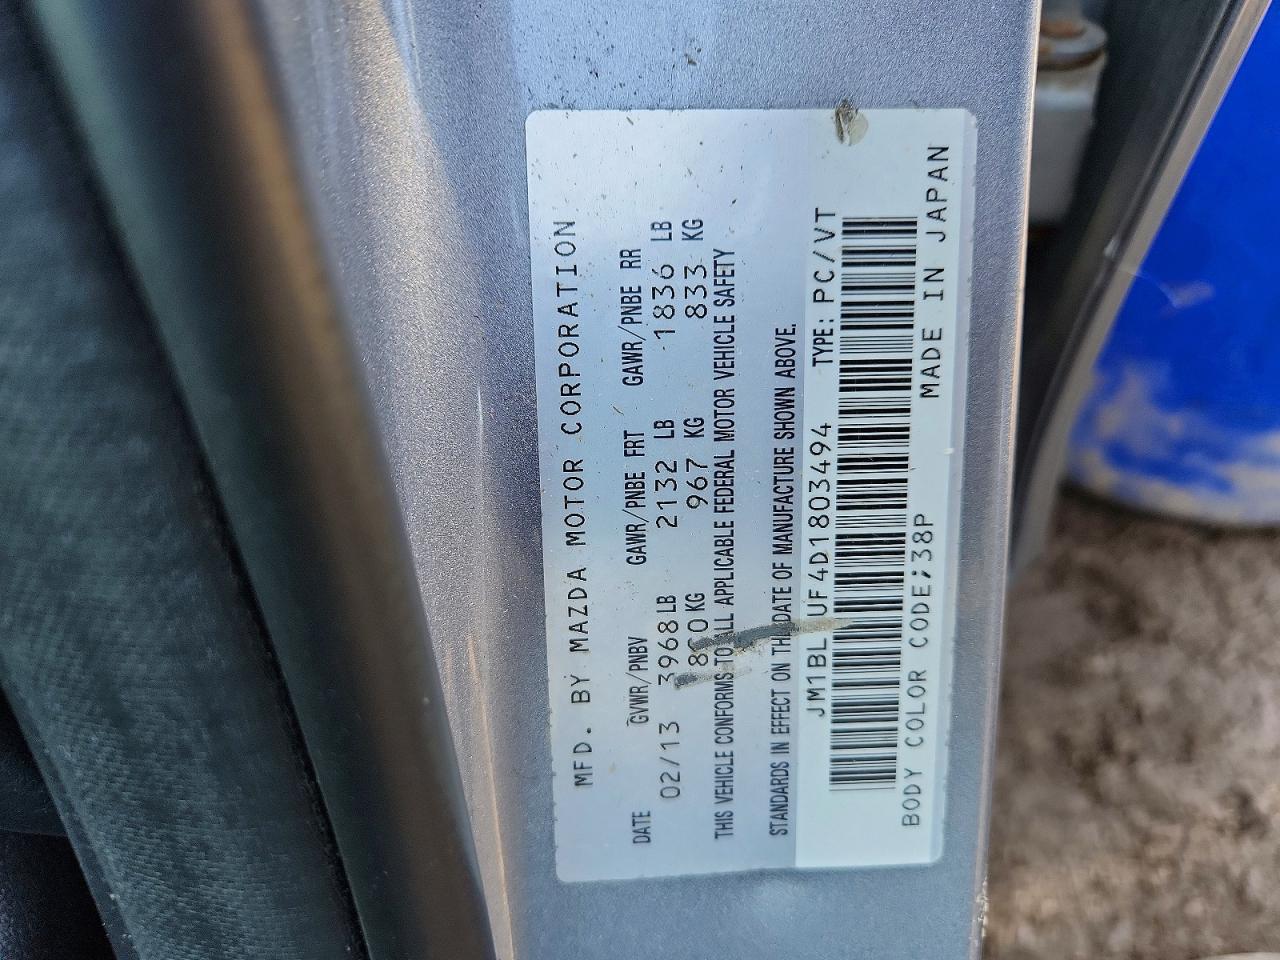 MFD. BY MAZDA MOTOR CORPORATION
DATE GVWR/PNBV GAWR/PNBE FRT GAWR/PNBE RR
02/13 3968LB 2132 LB 1836 LB
KG 967 KG 833 KG
THIS VEHICLE CONFORMS TO ALL APPLICABLE FEDERAL MOTOR VEHICLE SAFETY
STANDARDS IN EFFECT ON THE DATE OF MANUFACTURE SHOWN ABOVE.
JM1BL UF4D1803494 TYPE: PC/VT
BODY COLOR CODE;38P MADE IN JAPAN